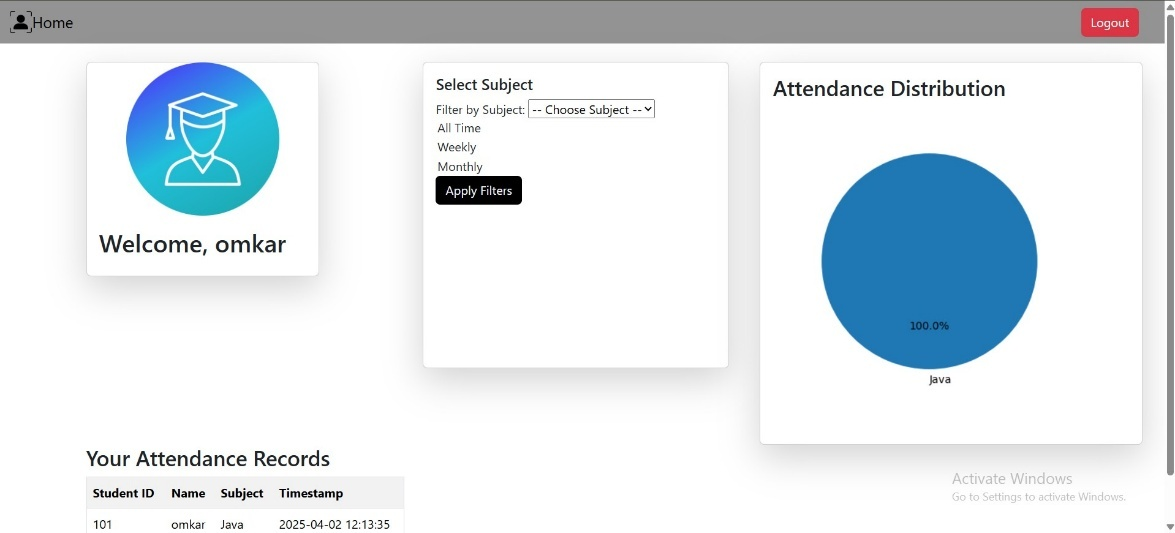 Home
Logout
Welcome, omkar
Select Subject
Filter by Subject: -- Choose Subject --
All Time
Weekly
Monthly
Apply Filters
Attendance Distribution
100.0%
Java
Your Attendance Records
Student ID Name Subject Timestamp
101 omkar Java 2025-04-02 12:13:35
Activate Windows
Go to Settings to activate Windows.